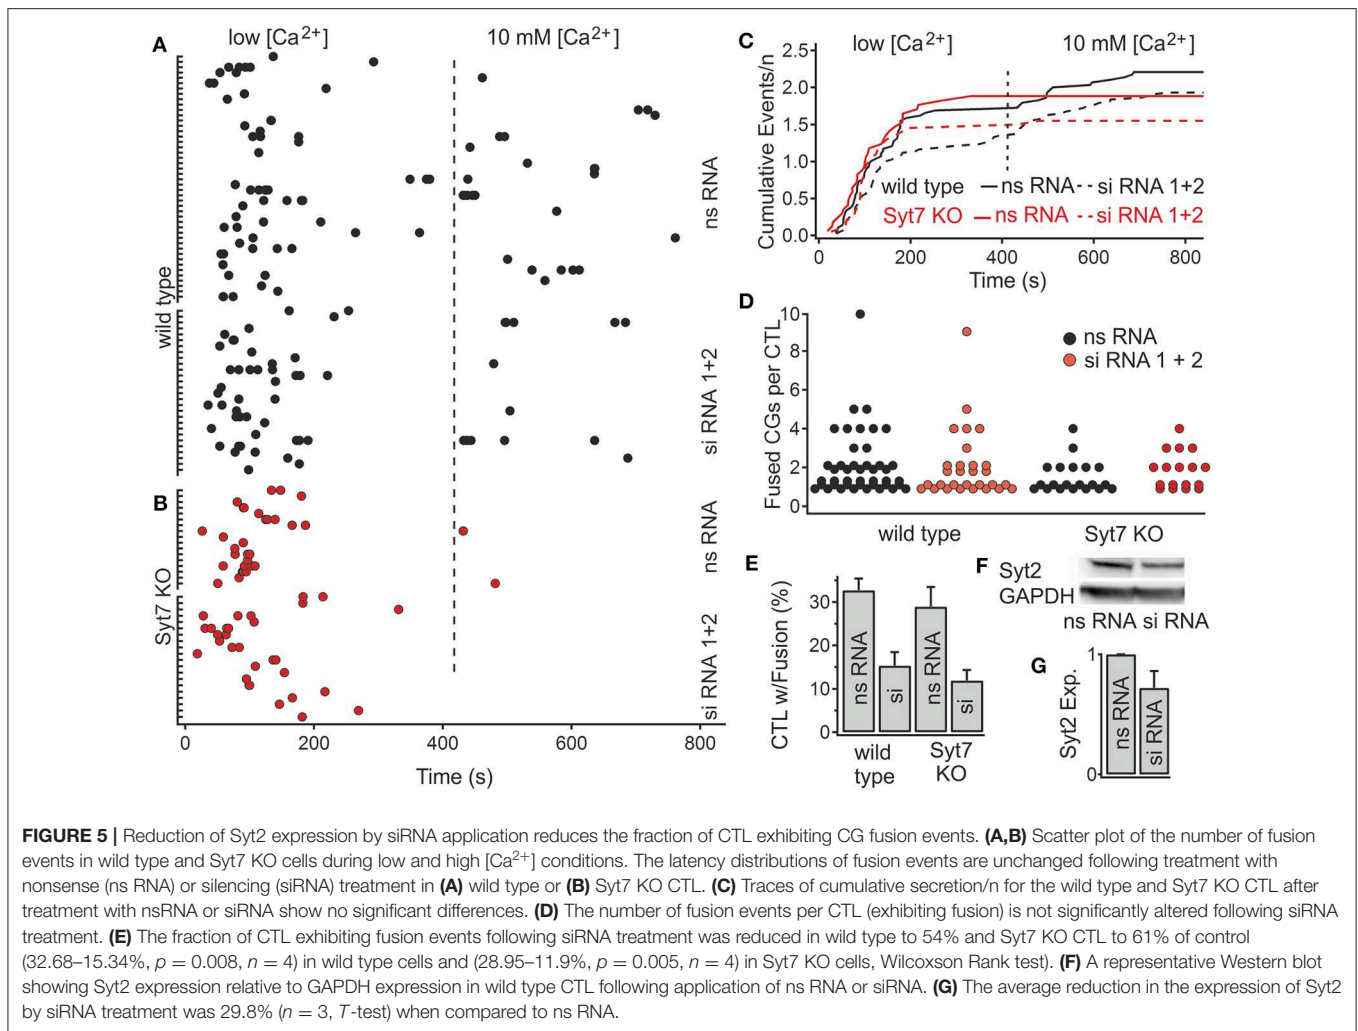 A
low [Ca2+]
10 mM [Ca2+]
ns RNA
wild type
si RNA 1+2
B
ns RNA
Syt7 KO
si RNA 1+2
0 200 400 600 800
Time (s)
C
low [Ca2+]
10 mM [Ca2+]
2.5
2.0
1.5
1.0
0.5
0.0
Cumulative Events/n
wild type ns RNA si RNA 1+2
Syt7 KO ns RNA si RNA 1+2
0 200 400 600 800
Time (s)
D
10
8
6
4
2
0
Fused CGs per CTL
ns RNA
si RNA 1 + 2
wild type
Syt7 KO
E
30
20
10
0
CTL w/Fusion (%)
ns RNA
si
ns RNA
si
wild type
Syt7 KO
F
Syt2
GAPDH
ns RNA si RNA
G
1
0
Syt2 Exp.
ns RNA
si RNA
FIGURE 5 | Reduction of Syt2 expression by siRNA application reduces the fraction of CTL exhibiting CG fusion events. (A,B) Scatter plot of the number of fusion
events in wild type and Syt7 KO cells during low and high [Ca2+] conditions. The latency distributions of fusion events are unchanged following treatment with
nonsense (ns RNA) or silencing (siRNA) treatment in (A) wild type or (B) Syt7 KO CTL. (C) Traces of cumulative secretion/n for the wild type and Syt7 KO CTL after
treatment with nsRNA or siRNA show no significant differences. (D) The number of fusion events per CTL (exhibiting fusion) is not significantly altered following siRNA
treatment. (E) The fraction of CTL exhibiting fusion events following siRNA treatment was reduced in wild type to 54% and Syt7 KO CTL to 61% of control
(32.68–15.34%, p = 0.008, n = 4) in wild type cells and (28.95–11.9%, p = 0.005, n = 4) in Syt7 KO cells, Wilcoxson Rank test). (F) A representative Western blot
showing Syt2 expression relative to GAPDH expression in wild type CTL following application of ns RNA or siRNA. (G) The average reduction in the expression of Syt2
by siRNA treatment was 29.8% (n = 3, T-test) when compared to ns RNA.